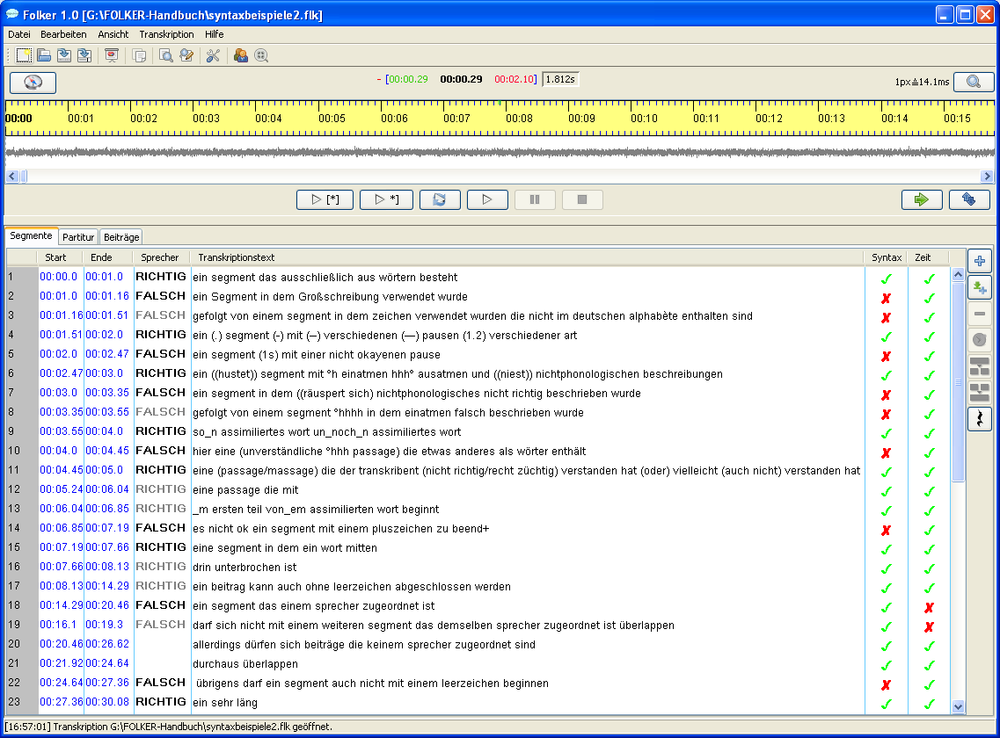 Folker 1.0 [G:\FOLKER-Handbuch\syntaxbeispiele2.flk]
Datei Bearbeiten Ansicht Transkription Hilfe
- [00:00.29 00:00.29 00:02.10] 1.812s
1px≙14.1ms
00:00 00:01 00:02 00:03 00:04 00:05 00:06 00:07 00:08 00:09 00:10 00:11 00:12 00:13 00:14 00:15
[*] *]
Segmente Partitur Beiträge
Start Ende Sprecher Transkriptionstext Syntax Zeit
1 00:00.0 00:01.0 RICHTIG ein segment das ausschließlich aus wörtern besteht
2 00:01.0 00:01.16 FALSCH ein Segment in dem Großschreibung verwendet wurde
3 00:01.16 00:01.51 FALSCH gefolgt von einem segment in dem zeichen verwendet wurden die nicht im deutschen alphabète enthalten sind
4 00:01.51 00:02.0 RICHTIG ein (.) segment (-) mit (--) verschiedenen (---) pausen (1.2) verschiedener art
5 00:02.0 00:02.47 FALSCH ein segment (1s) mit einer nicht okayenen pause
6 00:02.47 00:03.0 RICHTIG ein ((hustet)) segment mit °h einatmen hhh° ausatmen und ((niest)) nichtphonologischen beschreibungen
7 00:03.0 00:03.35 FALSCH ein segment in dem ((räuspert sich) nichtphonologisches nicht richtig beschrieben wurde
8 00:03.35 00:03.55 FALSCH gefolgt von einem segment °hhhh in dem einatmen falsch beschrieben wurde
9 00:03.55 00:04.0 RICHTIG so_n assimiliertes wort un_noch_n assimiliertes wort
10 00:04.0 00:04.45 FALSCH hier eine (unverständliche °hhh passage) die etwas anderes als wörter enthält
11 00:04.45 00:05.0 RICHTIG eine (passage/massage) die der transkribent (nicht richtig/recht züchtig) verstanden hat (oder) vielleicht (auch nicht) verstanden hat
12 00:05.24 00:06.04 RICHTIG eine passage die mit
13 00:06.04 00:06.85 RICHTIG _m ersten teil von_em assimilierten wort beginnt
14 00:06.85 00:07.19 FALSCH es nicht ok ein segment mit einem pluszeichen zu beend+
15 00:07.19 00:07.66 RICHTIG eine segment in dem ein wort mitten
16 00:07.66 00:08.13 RICHTIG drin unterbrochen ist
17 00:08.13 00:14.29 RICHTIG ein beitrag kann auch ohne leerzeichen abgeschlossen werden
18 00:14.29 00:20.46 FALSCH ein segment das einem sprecher zugeordnet ist
19 00:16.1 00:19.3 FALSCH darf sich nicht mit einem weiteren segment das demselben sprecher zugeordnet ist überlappen
20 00:20.46 00:26.62 allerdings dürfen sich beiträge die keinem sprecher zugeordnet sind
21 00:21.92 00:24.64 durchaus überlappen
22 00:24.64 00:27.36 FALSCH übrigens darf ein segment auch nicht mit einem leerzeichen beginnen
23 00:27.36 00:30.08 RICHTIG ein sehr läng
[16:57:01] Transkription G:\FOLKER-Handbuch\syntaxbeispiele2.flk geöffnet.